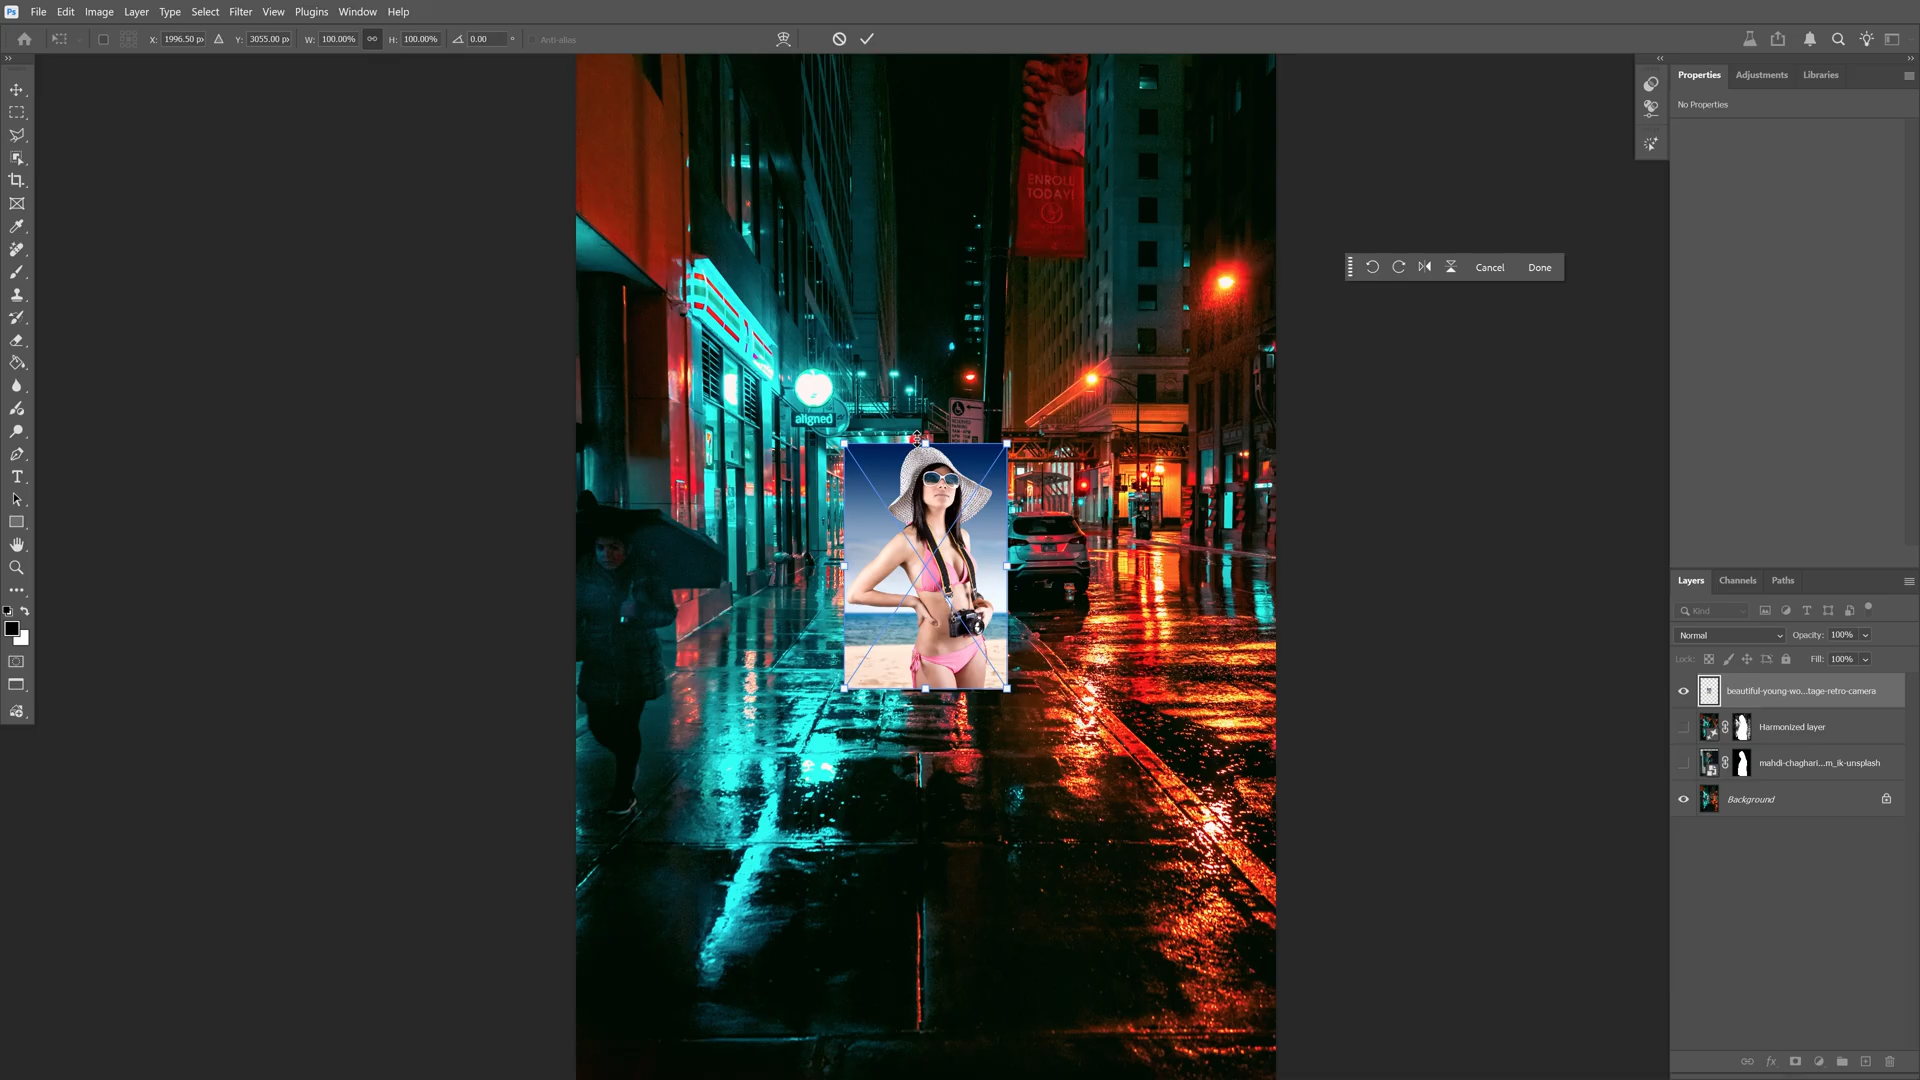 Ps File Edit Image Layer Type Select Filter View Plugins Window Help
X: 1996.50 px Y: 3055.00 px W: 100.00% H: 100.00% 0.00 ° Anti-alias
ENROLL
TODAY!
aligned
Cancel Done
Properties Adjustments Libraries
No Properties
Layers Channels Paths
Kind
Normal Opacity: 100%
Lock: Fill: 100%
beautiful-young-wo...tage-retro-camera
Harmonized layer
mahdi-chaghari...m_ik-unsplash
Background